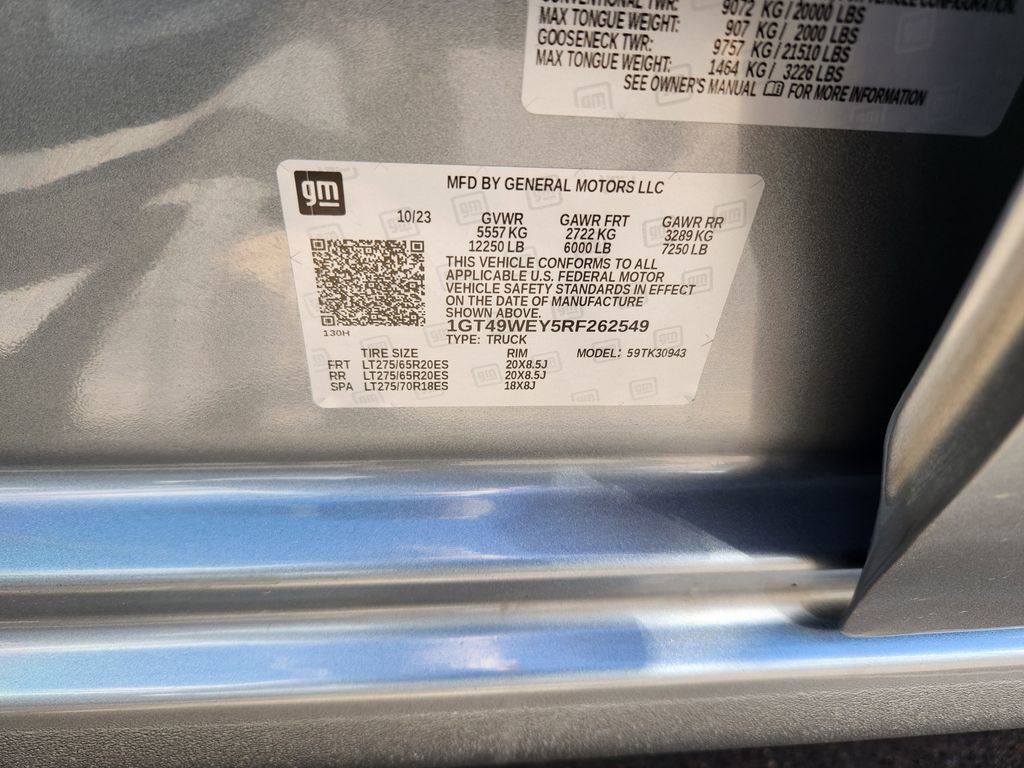 CONVENTIONAL TWR: 9072 KG/20000 LBS
MAX TONGUE WEIGHT: 907 KG/ 2000 LBS
GOOSENECK TWR: 9757 KG/21510 LBS
MAX TONGUE WEIGHT: 1464 KG/ 3226 LBS
SEE OWNER'S MANUAL FOR MORE INFORMATION
gm
MFD BY GENERAL MOTORS LLC
10/23 GVWR GAWR FRT GAWR RR
5557 KG 2722 KG 3289 KG
12250 LB 6000 LB 7250 LB
THIS VEHICLE CONFORMS TO ALL
APPLICABLE U.S. FEDERAL MOTOR
VEHICLE SAFETY STANDARDS IN EFFECT
ON THE DATE OF MANUFACTURE
SHOWN ABOVE.
130H
1GT49WEY5RF262549
TYPE: TRUCK
TIRE SIZE RIM MODEL: 59TK30943
FRT LT275/65R20ES 20X8.5J
RR LT275/65R20ES 20X8.5J
SPA LT275/70R18ES 18X8J